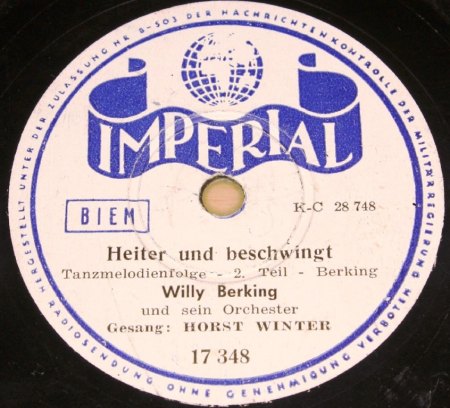 HERGESTELLT UNTER DER ZULASSUNG NR B-503 DER NACHRICHTENKONTROLLE DER MILITÄRREGIERUNG
RADIOSENDUNG OHNE GENEHMIGUNG VERBOTEN
IMPERIAL
BIEM
K-C 28 748
Heiter und beschwingt
Tanzmelodienfolge - 2. Teil - Berking
Willy Berking
und sein Orchester
Gesang: HORST WINTER
17 348